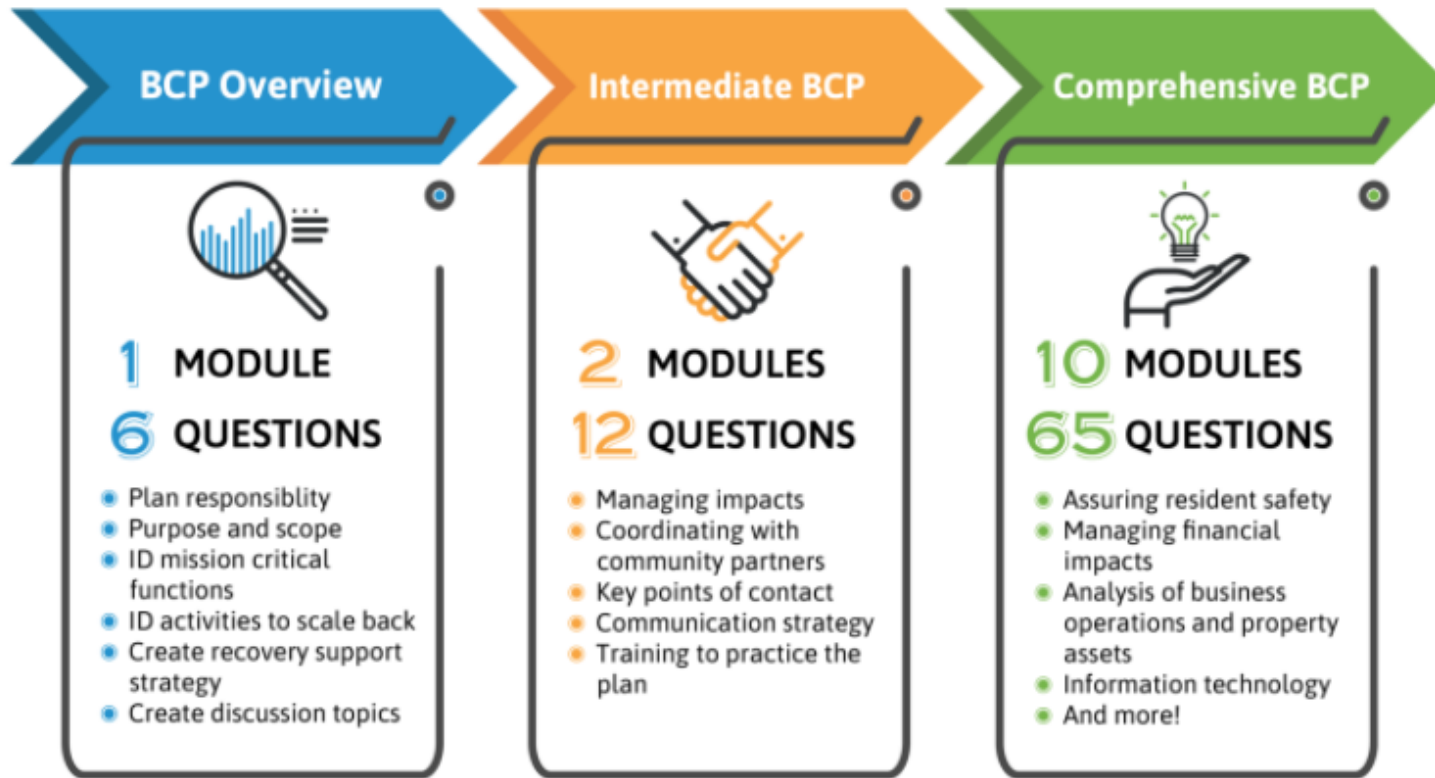 BCP Overview
1 MODULE
6 QUESTIONS
Plan responsiblity
Purpose and scope
ID mission critical
functions
ID activities to scale back
Create recovery support
strategy
Create discussion topics
Intermediate BCP
2 MODULES
12 QUESTIONS
Managing impacts
Coordinating with
community partners
Key points of contact
Communication strategy
Training to practice the
plan
Comprehensive BCP
10 MODULES
65 QUESTIONS
Assuring resident safety
Managing financial
impacts
Analysis of business
operations and property
assets
Information technology
And more!